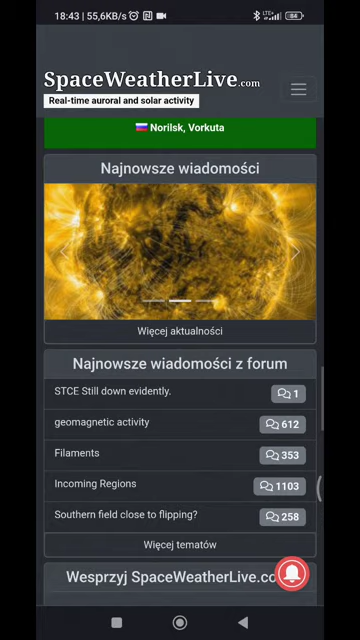 18:43 | 55,6KB/s
LTE
84
SpaceWeatherLive.com
Real-time auroral and solar activity
Norilsk, Vorkuta
Najnowsze wiadomości
Więcej aktualności
Najnowsze wiadomości z forum
STCE Still down evidently. 1
geomagnetic activity 612
Filaments 353
Incoming Regions 1103
Southern field close to flipping? 258
Więcej tematów
Wesprzyj SpaceWeatherLive.co